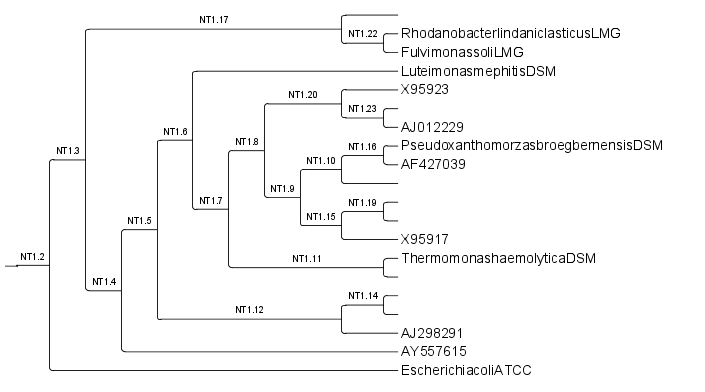 NT1.17
NT1.22
RhodanobacterlindaniclasticusLMG
FulvimonassoliLMG
LuteimonasmephitisDSM
X95923
NT1.20
NT1.23
AJ012229
NT1.6
NT1.8
PseudoxanthomorzasbroegbernensisDSM
NT1.16
NT1.3
NT1.10
AF427039
NT1.9
NT1.7
NT1.19
NT1.15
NT1.5
X95917
NT1.2
NT1.11
ThermomonashaemolyticaDSM
NT1.4
NT1.14
NT1.12
AJ298291
AY557615
EscherichiacoliATCC